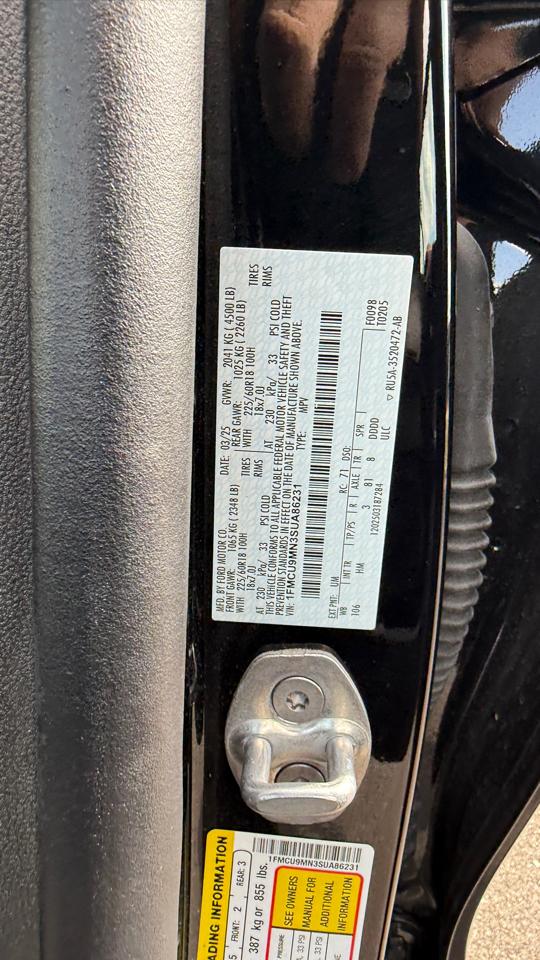 MFD. BY FORD MOTOR CO.
DATE: 03/25 GVWR: 2041 KG ( 4500 LB)
FRONT GAWR: 1065 KG ( 2348 LB) REAR GAWR: 1025 KG ( 2260 LB)
WITH 225/60R18 100H TIRES WITH 225/60R18 100H TIRES
18x7.0J RIMS 18x7.0J RIMS
AT 230 kPa/ 33 PSI COLD AT 230 kPa/ 33 PSI COLD
THIS VEHICLE CONFORMS TO ALL APPLICABLE FEDERAL MOTOR VEHICLE SAFETY AND THEFT
PREVENTION STANDARDS IN EFFECT ON THE DATE OF MANUFACTURE SHOWN ABOVE.
VIN: 1FMCU9MN3SUA86231 TYPE: MPV
EXT PNT: UM RC: 71 DSO: F0098
WB INT TR TP/PS R AXLE TR SPR T0205
106 HM 3 81 8 DDDD
1202503187284 ULC ▽ RU5A-3520472-AB
ADING INFORMATION
5 FRONT: 2 REAR: 3
387 kg or 855 lbs.
1FMCU9MN3SUA86231
PRESSURE
33 PSI
33 PSI
SEE OWNERS
MANUAL FOR
ADDITIONAL
INFORMATION